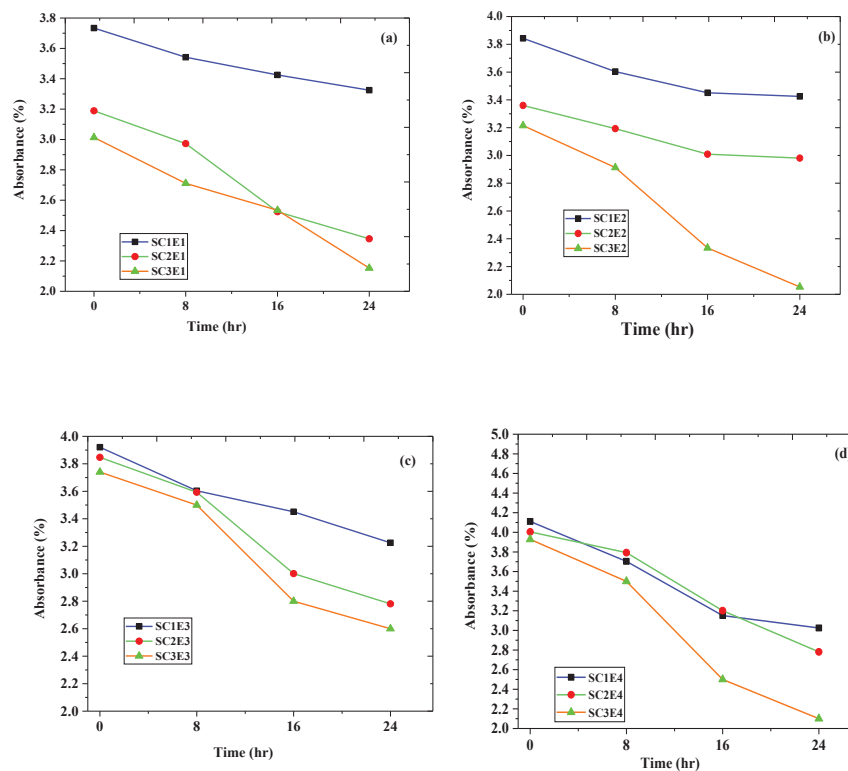 (a)
Absorbance (%)
3.8
3.6
3.4
3.2
3.0
2.8
2.6
2.4
2.2
2.0
SC1E1
SC2E1
SC3E1
0 8 16 24
Time (hr)
(b)
Absorbance (%)
4.0
3.8
3.6
3.4
3.2
3.0
2.8
2.6
2.4
2.2
2.0
SC1E2
SC2E2
SC3E2
0 8 16 24
Time (hr)
(c)
Absorbance (%)
4.0
3.8
3.6
3.4
3.2
3.0
2.8
2.6
2.4
2.2
2.0
SC1E3
SC2E3
SC3E3
0 8 16 24
Time (hr)
(d)
Absorbance (%)
5.0
4.8
4.6
4.4
4.2
4.0
3.8
3.6
3.4
3.2
3.0
2.8
2.6
2.4
2.2
2.0
SC1E4
SC2E4
SC3E4
0 8 16 24
Time (hr)